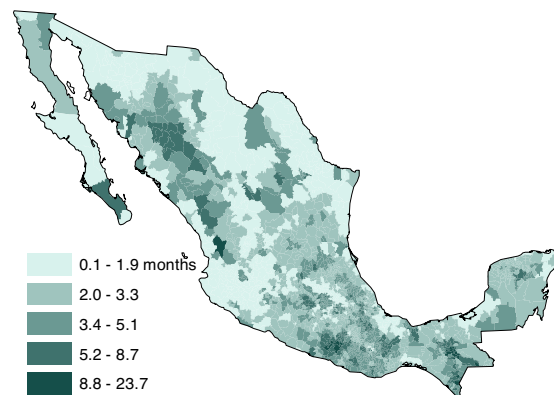 0.1 - 1.9 months
2.0 - 3.3
3.4 - 5.1
5.2 - 8.7
8.8 - 23.7